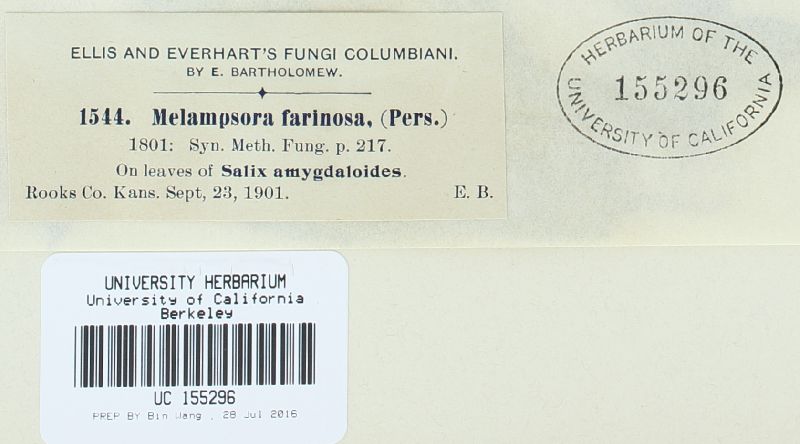 ELLIS AND EVERHART'S FUNGI COLUMBIANI.
BY E. BARTHOLOMEW.
1544. Melampsora farinosa, (Pers.)
1801: Syn. Meth. Fung. p. 217.
On leaves of Salix amygdaloides.
Rooks Co. Kans. Sept, 23, 1901. E. B.
HERBARIUM OF THE
155296
UNIVERSITY OF CALIFORNIA
UNIVERSITY HERBARIUM
University of California
Berkeley
UC 155296
PREP BY Bin Wang , 28 Jul 2016